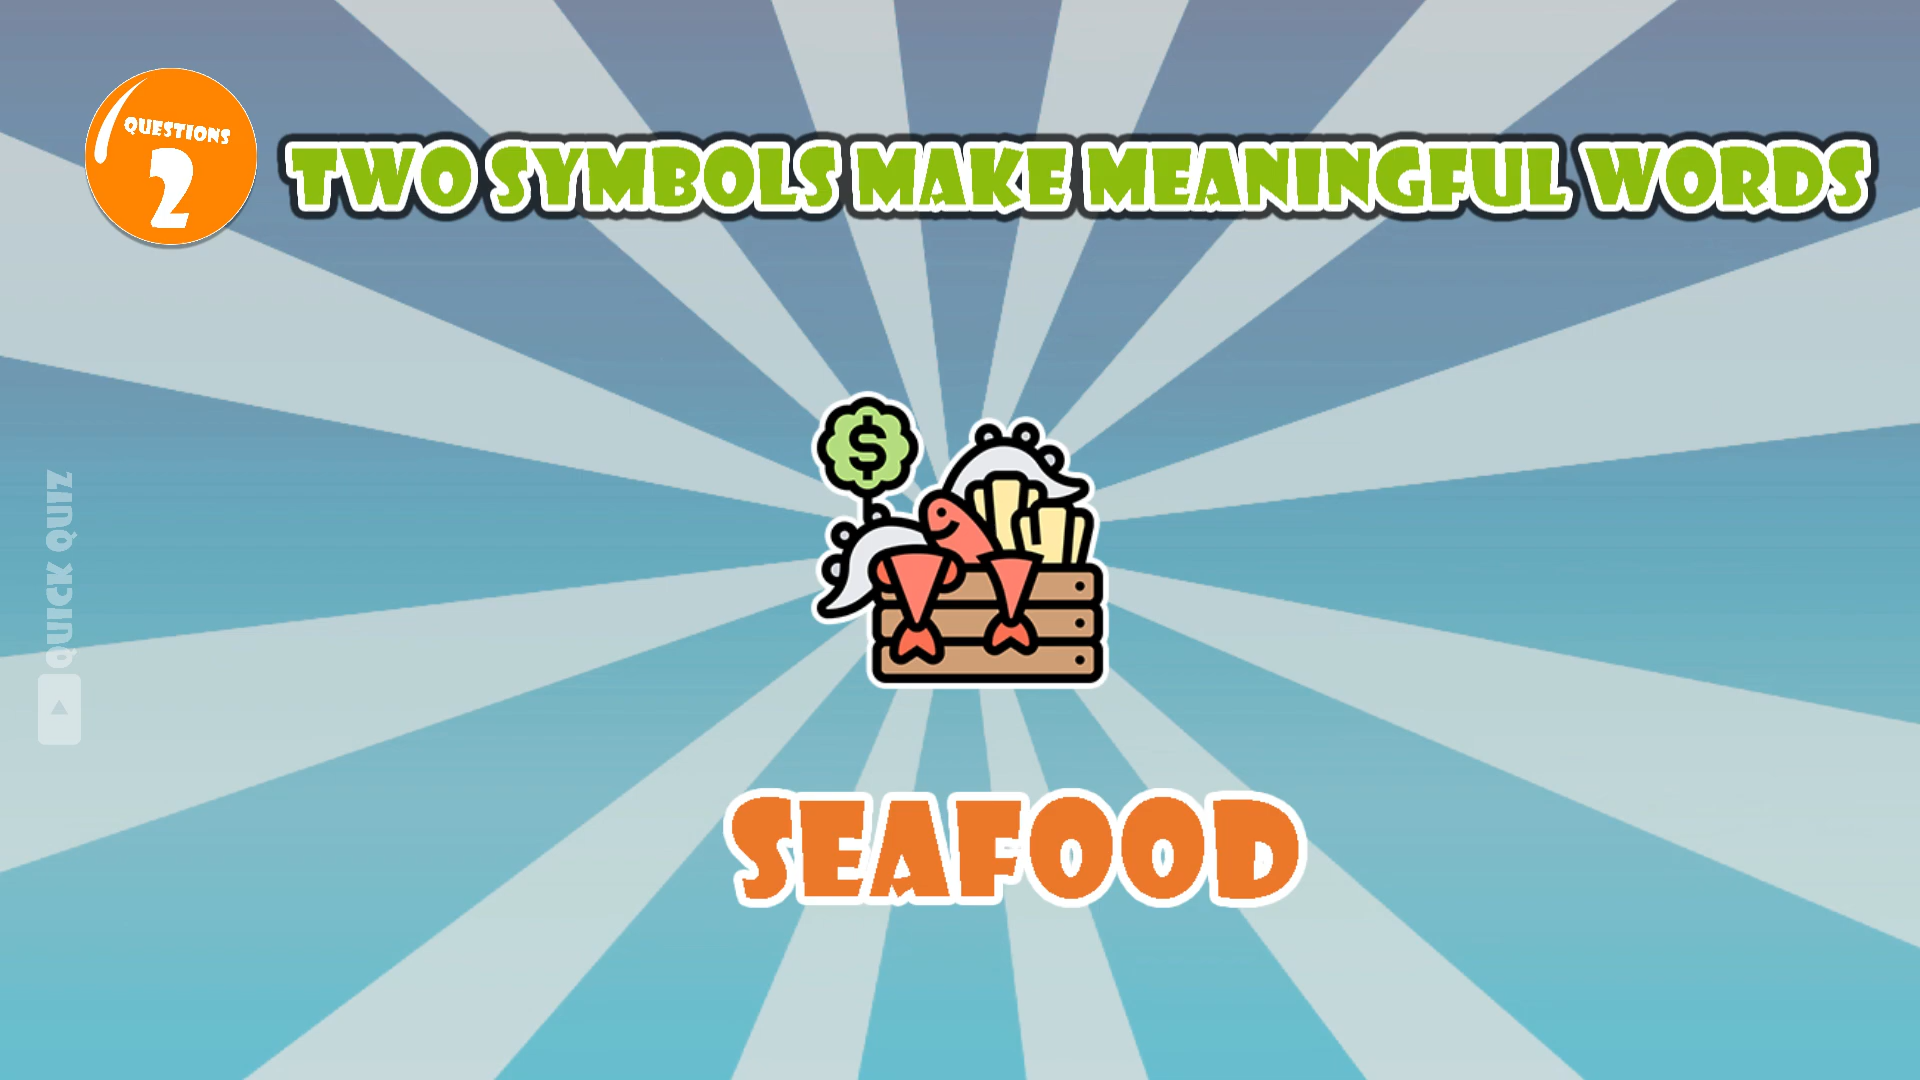 QUESTIONS
2
TWO SYMBOLS MAKE MEANINGFUL WORDS
$
QUICK QUIZ
SEAFOOD